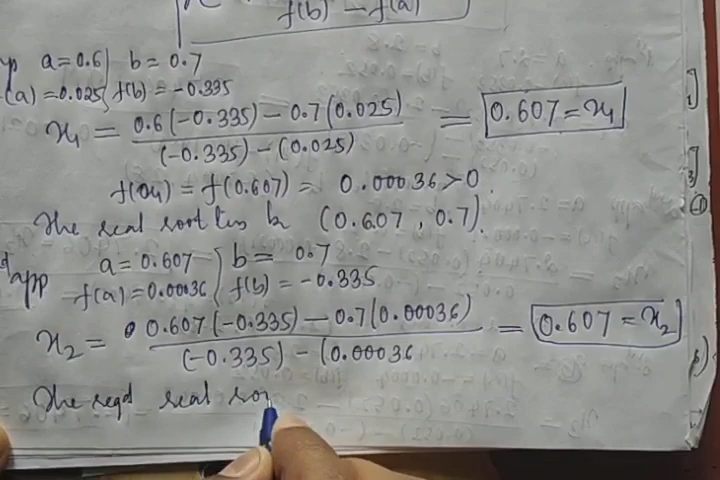 f(b) - f(a)
a=0.6 b = 0.7
(a)=0.025 f(b) = -0.335
x₁ = 0.6(-0.335) - 0.7(0.025) / (-0.335) - (0.025) = 0.607 = x₁
f(x₁) = f(0.607) = 0.00036 > 0.
The real root lies b (0.607, 0.7).
app a = 0.607 b = 0.7
f(a) = 0.00036 f(b) = -0.335
x₂ = 0.607(-0.335) - 0.7(0.00036) / (-0.335) - (0.00036 = 0.607 = x₂
The reqd real roo